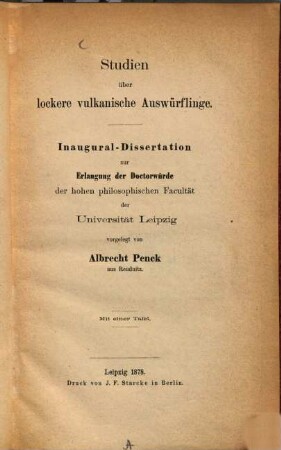 Studien
über
lockere vulkanische Auswürflinge.
Inaugural-Dissertation
zur
Erlangung der Doctorwürde
der hohen philosophischen Facultät
der
Universität Leipzig
vorgelegt von
Albrecht Penck
aus Reudnitz.
Mit einer Tafel.
Leipzig 1878.
Druck von J. F. Starcke in Berlin.
A